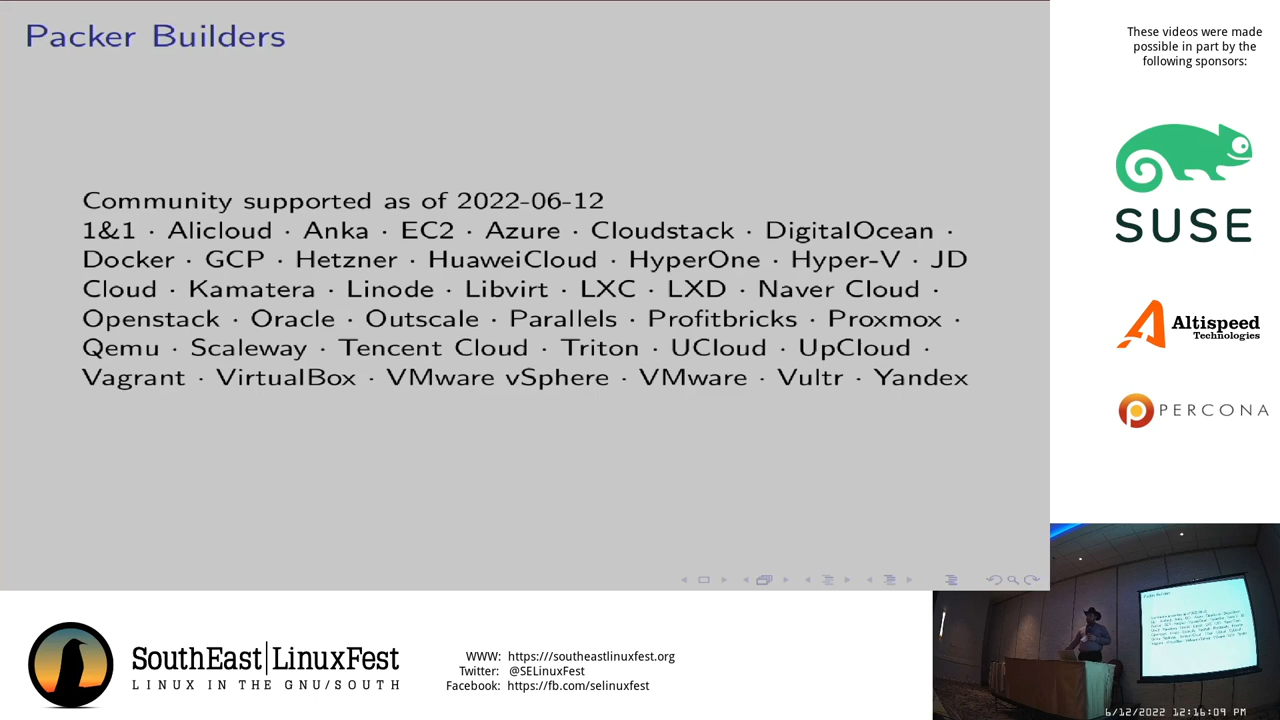 Packer Builders
Community supported as of 2022-06-12
1&1 · Alicloud · Anka · EC2 · Azure · Cloudstack · DigitalOcean ·
Docker · GCP · Hetzner · HuaweiCloud · HyperOne · Hyper-V · JD
Cloud · Kamatera · Linode · Libvirt · LXC · LXD · Naver Cloud ·
Openstack · Oracle · Outscale · Parallels · Profitbricks · Proxmox ·
Qemu · Scaleway · Tencent Cloud · Triton · UCloud · UpCloud ·
Vagrant · VirtualBox · VMware vSphere · VMware · Vultr · Yandex
These videos were made
possible in part by the
following sponsors:
SUSE
Altispeed
Technologies
PERCONA
SouthEast|LinuxFest
LINUX IN THE GNU/SOUTH
WWW: https://southeastlinuxfest.org
Twitter: @SELinuxFest
Facebook: https://fb.com/selinuxfest
Packer Builders
6/12/2022 12:16:09 PM